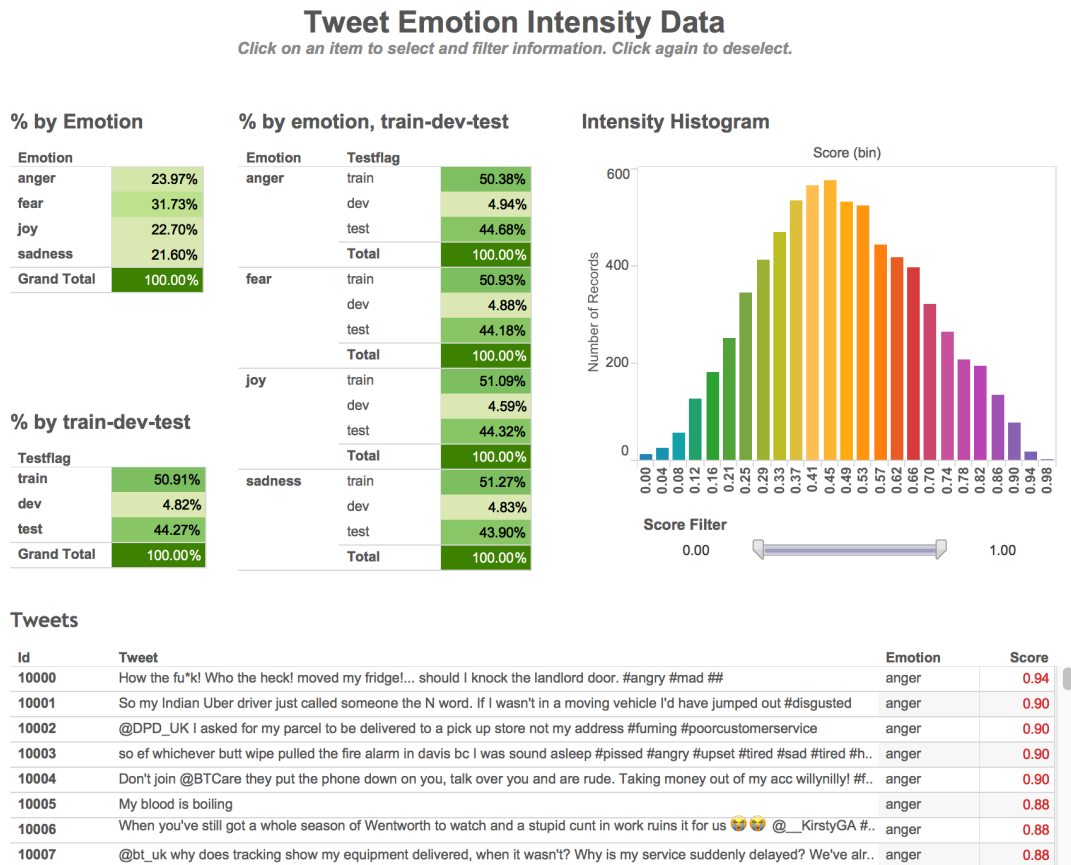 Tweet Emotion Intensity Data
Click on an item to select and filter information. Click again to deselect.
% by Emotion
Emotion
anger 23.97%
fear 31.73%
joy 22.70%
sadness 21.60%
Grand Total 100.00%
% by train-dev-test
Testflag
train 50.91%
dev 4.82%
test 44.27%
Grand Total 100.00%
% by emotion, train-dev-test
Emotion Testflag
anger train 50.38%
dev 4.94%
test 44.68%
Total 100.00%
fear train 50.93%
dev 4.88%
test 44.18%
Total 100.00%
joy train 51.09%
dev 4.59%
test 44.32%
Total 100.00%
sadness train 51.27%
dev 4.83%
test 43.90%
Total 100.00%
Intensity Histogram
Score (bin)
Number of Records
600
400
200
0
0.00 0.04 0.08 0.12 0.16 0.21 0.25 0.29 0.33 0.37 0.41 0.45 0.49 0.53 0.57 0.62 0.66 0.70 0.74 0.78 0.82 0.86 0.90 0.94 0.98
Score Filter
0.00 1.00
Tweets
Id Tweet Emotion Score
10000 How the fu*k! Who the heck! moved my fridge!... should I knock the landlord door. #angry #mad ## anger 0.94
10001 So my Indian Uber driver just called someone the N word. If I wasn't in a moving vehicle I'd have jumped out #disgusted anger 0.90
10002 @DPD_UK I asked for my parcel to be delivered to a pick up store not my address #fuming #poorcustomerservice anger 0.90
10003 so ef whichever butt wipe pulled the fire alarm in davis bc I was sound asleep #pissed #angry #upset #tired #sad #tired #h.. anger 0.90
10004 Don't join @BTCare they put the phone down on you, talk over you and are rude. Taking money out of my acc willynilly! #f.. anger 0.90
10005 My blood is boiling anger 0.88
10006 When you've still got a whole season of Wentworth to watch and a stupid cunt in work ruins it for us 😭😭 @__KirstyGA #.. anger 0.88
10007 @bt_uk why does tracking show my equipment delivered, when it wasn't? Why is my service suddenly delayed? We've alr.. anger 0.88